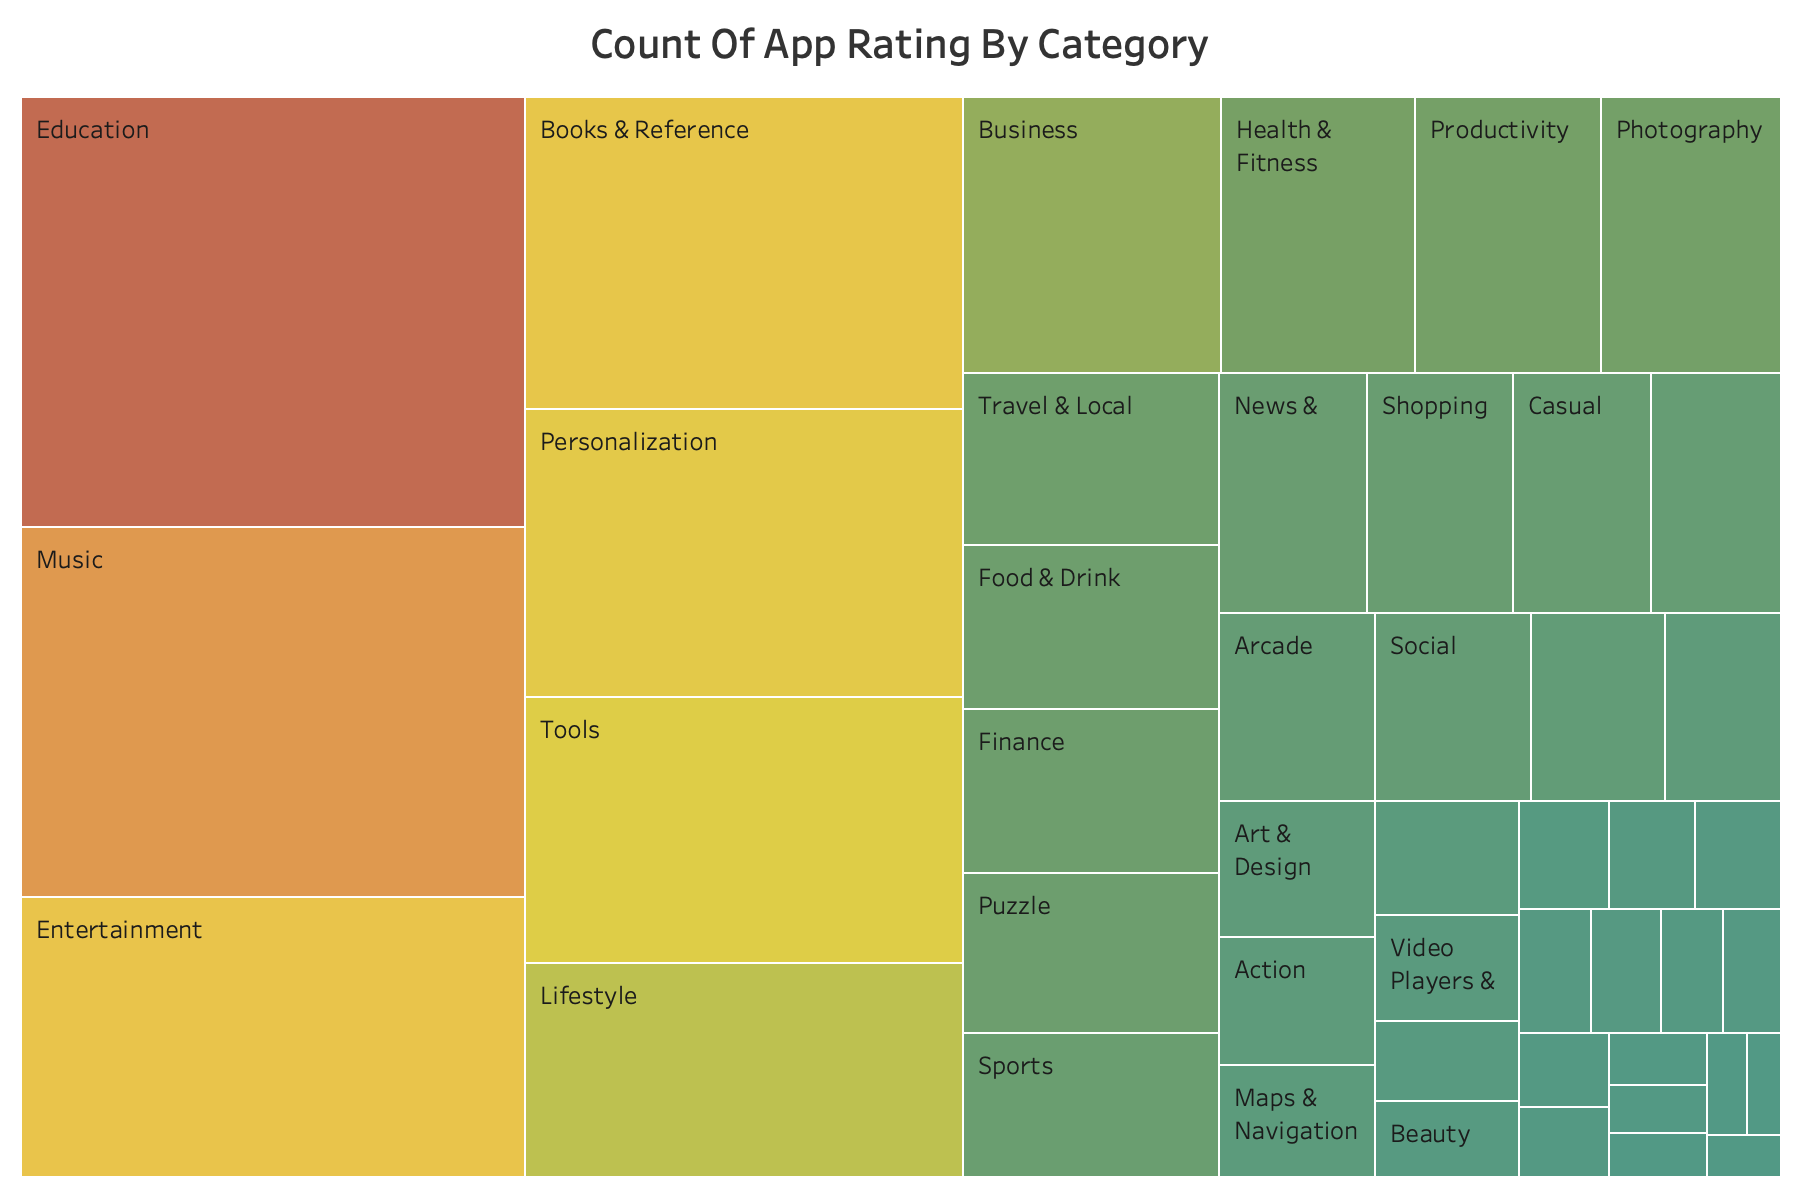 Count Of App Rating By Category
Education
Music
Entertainment
Books & Reference
Personalization
Tools
Lifestyle
Business
Health &
Fitness
Productivity
Photography
Travel & Local
Food & Drink
Finance
Puzzle
Sports
News &
Shopping
Casual
Arcade
Social
Art &
Design
Action
Maps &
Navigation
Video
Players &
Beauty